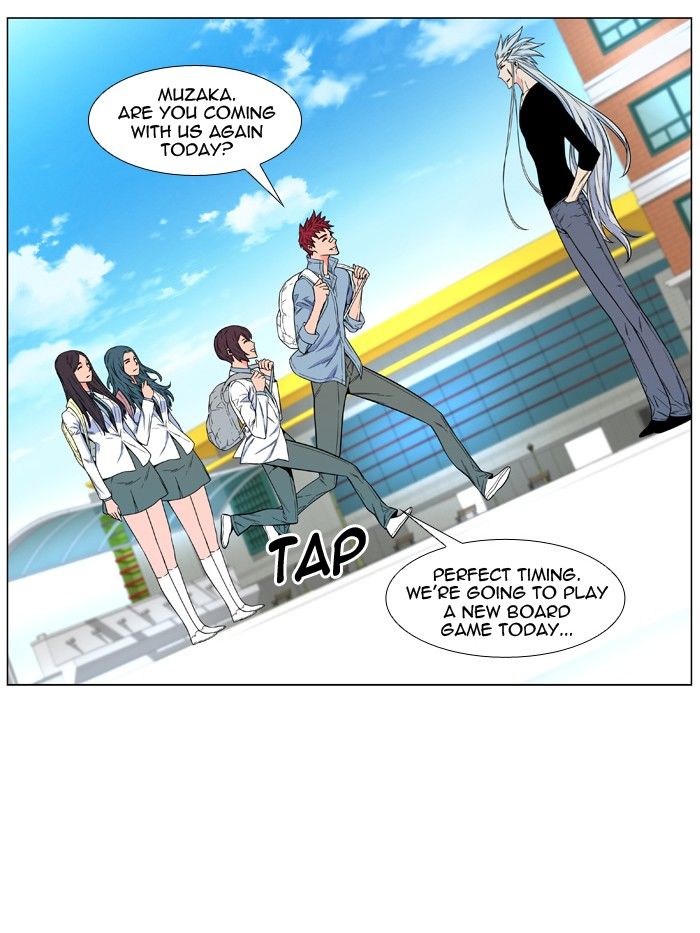 MUZAKA.
ARE YOU COMING
WITH US AGAIN
TODAY?
TAP
PERFECT TIMING.
WE'RE GOING TO PLAY
A NEW BOARD
GAME TODAY...